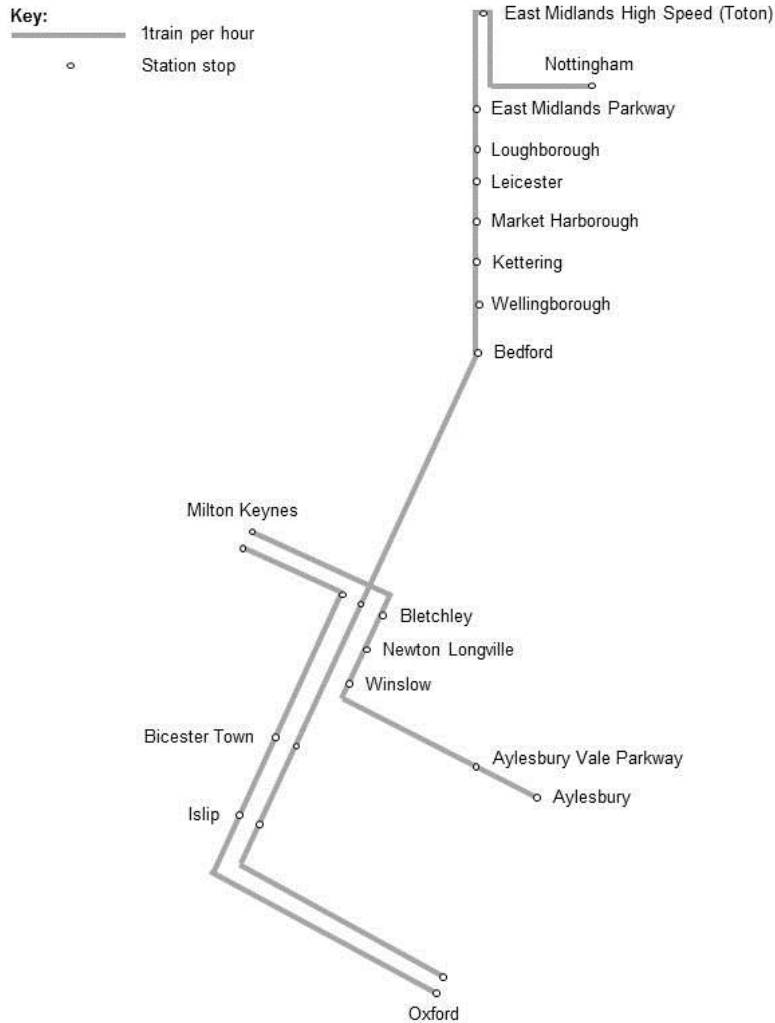 Key:
1train per hour
Station stop
East Midlands High Speed (Toton)
Nottingham
East Midlands Parkway
Loughborough
Leicester
Market Harborough
Kettering
Wellingborough
Bedford
Milton Keynes
Bletchley
Newton Longville
Winslow
Bicester Town
Aylesbury Vale Parkway
Aylesbury
Islip
Oxford